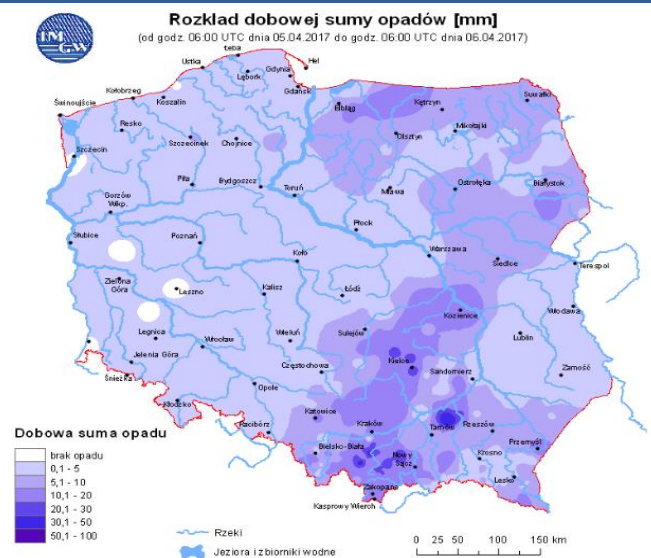 Rozkład dobowej sumy opadów [mm]
(od godz. 06:00 UTC dnia 05.04.2017 do godz. 06:00 UTC dnia 06.04.2017)
IM
GW
Łeba
Hel
Ustka
Gdynia
Lębork
Gdańsk
Suwałki
Kołobrzeg
Koszalin
Elbląg
Kętrzyn
Świnoujście
Resko
Mikołajki
Olsztyn
Szczecinek
Chojnice
Szczecin
Piła
Bydgoszcz
Toruń
Mława
Ostrołęka
Białystok
Gorzów
Wlkp.
Płock
Słubice
Poznań
Warszawa
Koło
Siedlce
Terespol
Zielona
Góra
Leszno
Kalisz
Łódź
Włodawa
Kozienice
Legnica
Wrocław
Wieluń
Sulejów
Lublin
Jelenia Góra
Kielce
Śnieżka
Częstochowa
Sandomierz
Zamość
Opole
Kłodzko
Katowice
Racibórz
Kraków
Tarnów
Rzeszów
Przemyśl
Bielsko-Biała
Nowy
Sącz
Krosno
Lesko
Zakopane
Kasprowy Wierch
Dobowa suma opadu
brak opadu
0,1 - 5
5,1 - 10
10,1 - 20
20,1 - 30
30,1 - 50
50,1 - 100
Rzeki
Jeziora i zbiorniki wodne
0 25 50 100 150 km